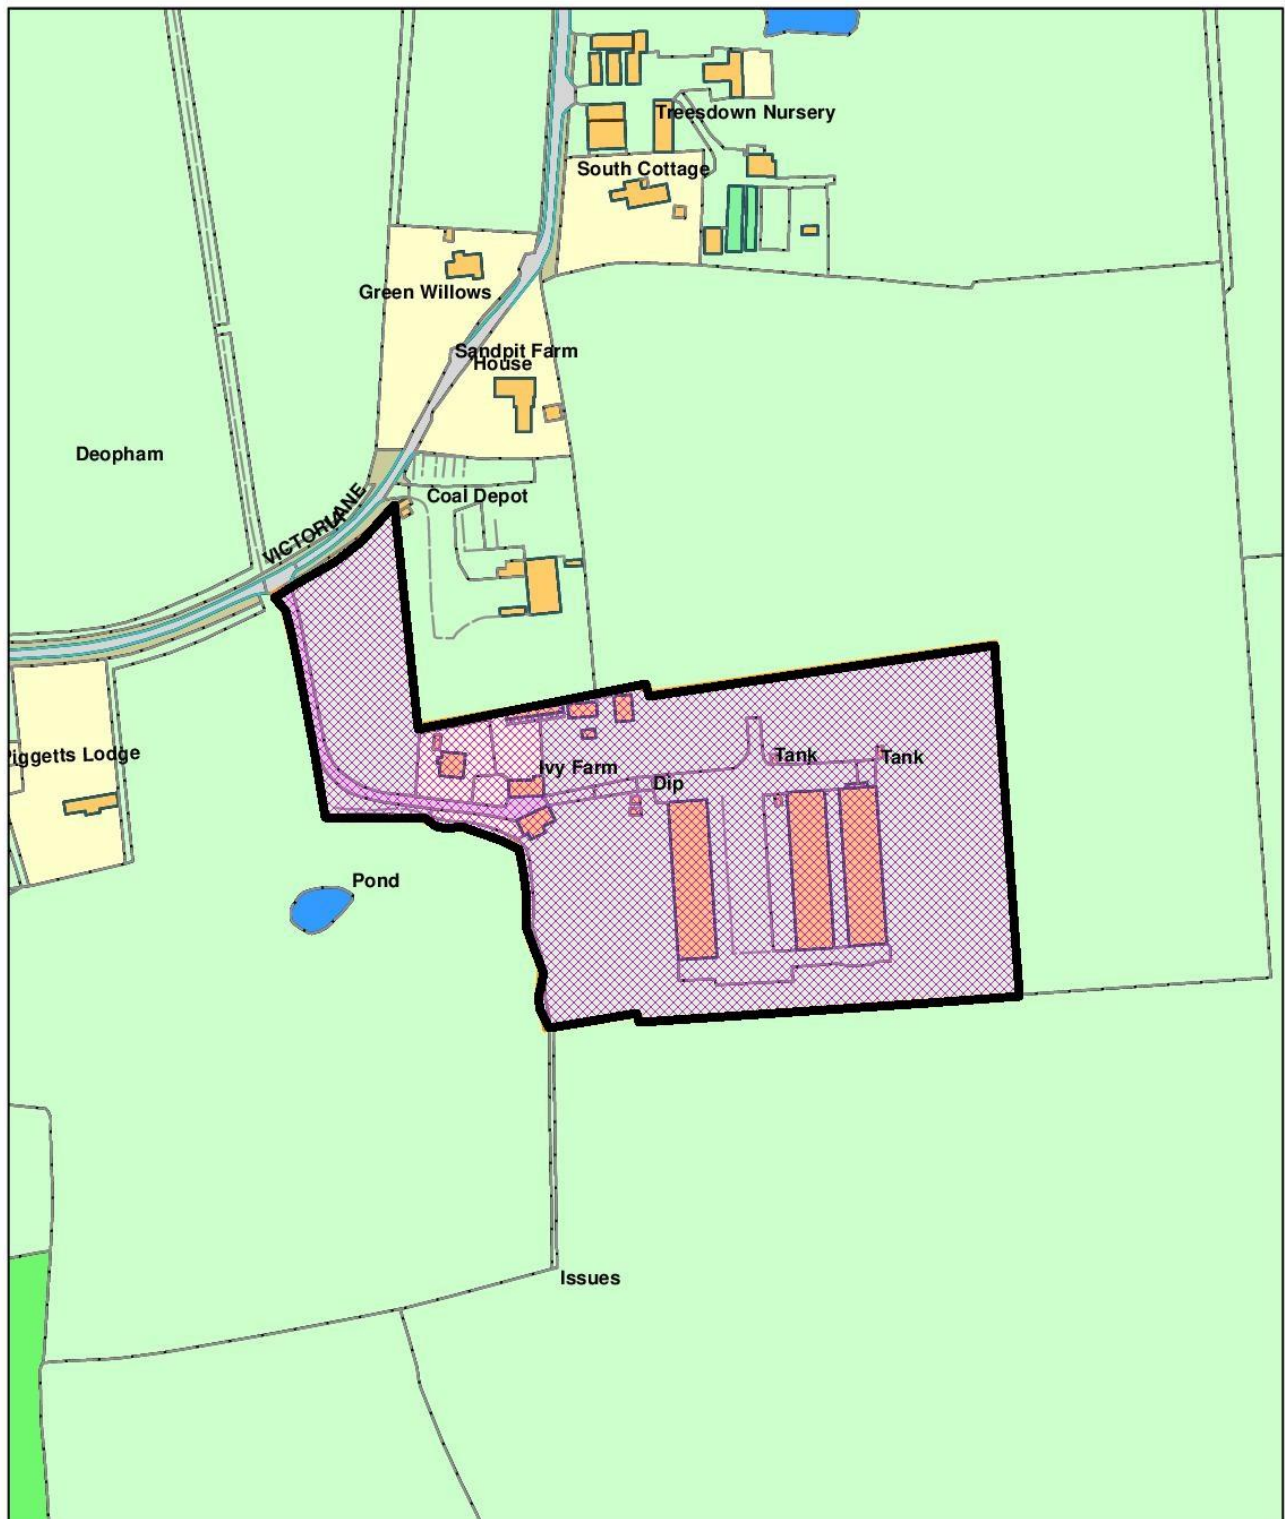 Treesdown Nursery
South Cottage
Green Willows
Sandpit Farm
House
Deopham
Coal Depot
VICTORIA LANE
iggetts Lodge
Ivy Farm
Tank
Tank
Dip
Pond
Issues